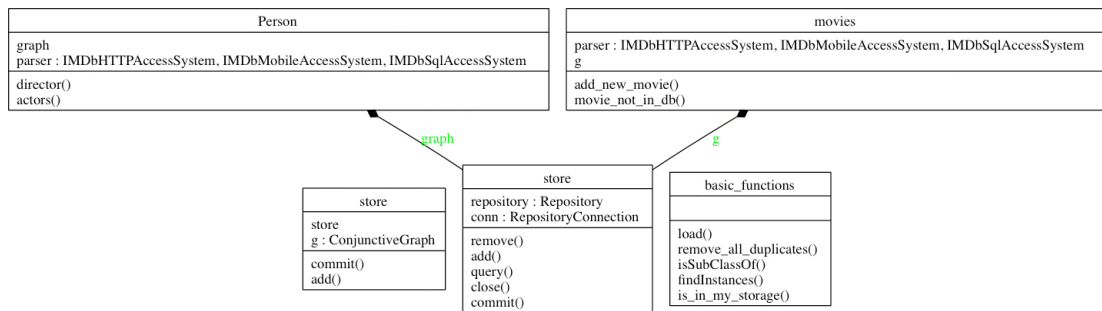 Person
graph
parser : IMDbHTTPAccessSystem, IMDbMobileAccessSystem, IMDbSqlAccessSystem
director()
actors()
movies
parser : IMDbHTTPAccessSystem, IMDbMobileAccessSystem, IMDbSqlAccessSystem
g
add_new_movie()
movie_not_in_db()
graph
g
store
store
g : ConjunctiveGraph
commit()
add()
store
repository : Repository
conn : RepositoryConnection
remove()
add()
query()
close()
commit()
basic_functions
load()
remove_all_duplicates()
isSubClassOf()
findInstances()
is_in_my_storage()